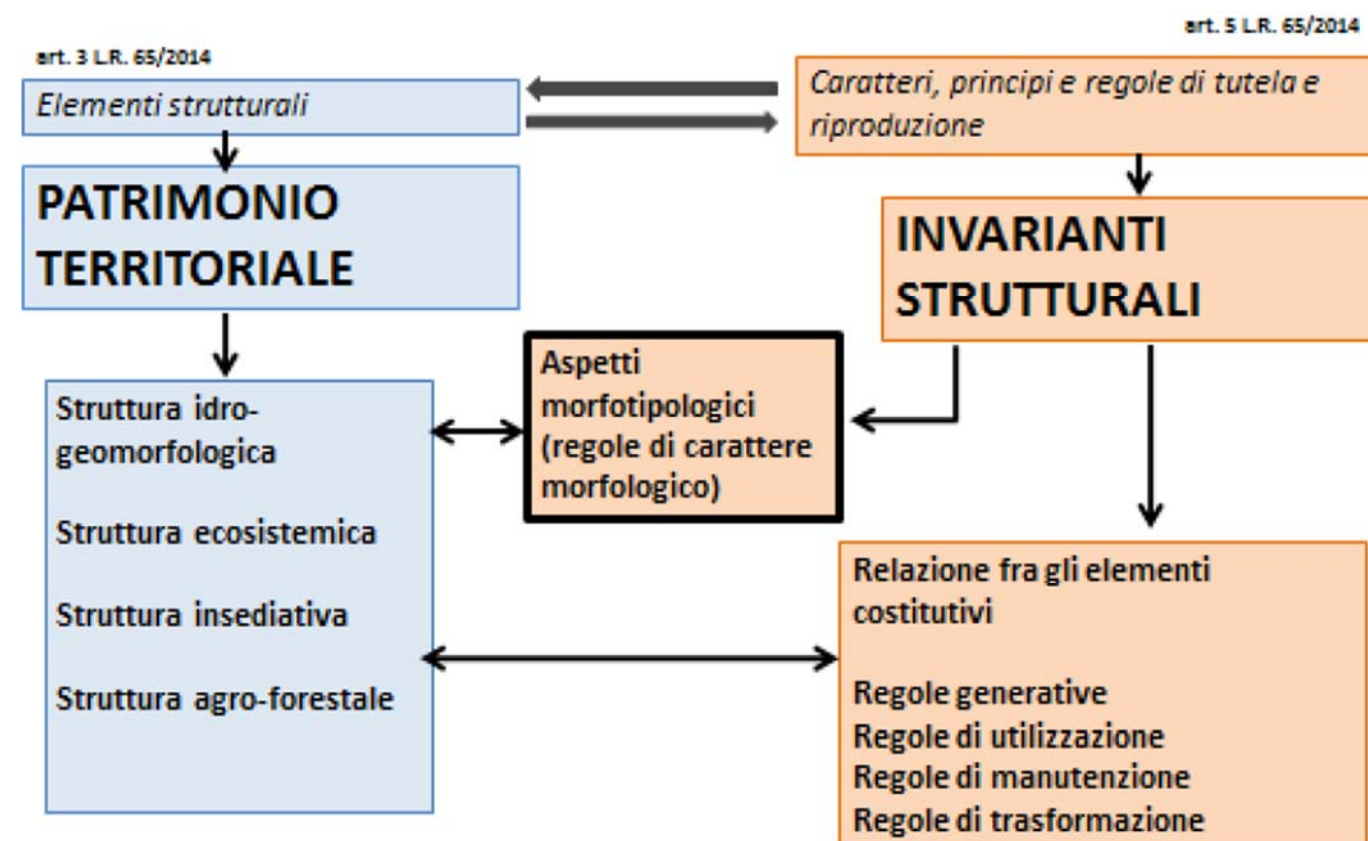 art. 3 L.R. 65/2014
Elementi strutturali
PATRIMONIO
TERRITORIALE
Struttura idro-
geomorfologica
Struttura ecosistemica
Struttura insediativa
Struttura agro-forestale
Aspetti
morfotipologici
(regole di carattere
morfologico)
art. 5 L.R. 65/2014
Caratteri, principi e regole di tutela e
riproduzione
INVARIANTI
STRUTTURALI
Relazione fra gli elementi
costitutivi
Regole generative
Regole di utilizzazione
Regole di manutenzione
Regole di trasformazione